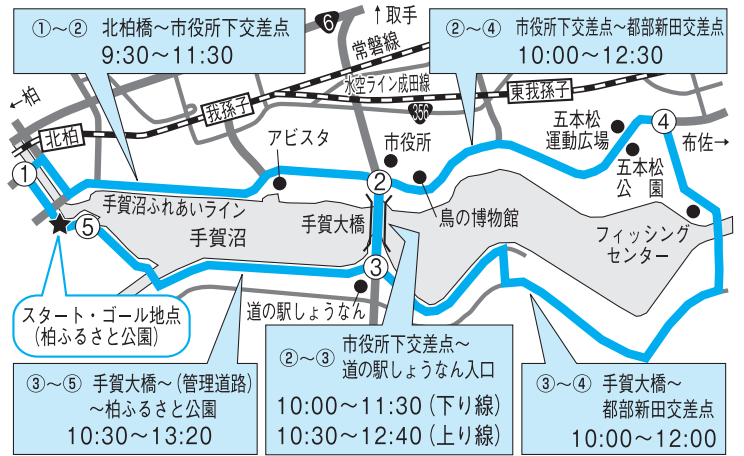 ①〜② 北柏橋〜市役所下交差点
9:30〜11:30
6
↑取手
②〜④ 市役所下交差点〜都部新田交差点
10:00〜12:30
常磐線
水空ライン成田線
←柏
我孫子
356
東我孫子
北柏
アビスタ
市役所
五本松
運動広場
④
布佐→
①
②
五本松
公園
手賀沼ふれあいライン
手賀沼
手賀大橋
鳥の博物館
⑤
フィッシング
センター
③
スタート・ゴール地点
(柏ふるさと公園)
道の駅しょうなん
③〜⑤ 手賀大橋〜(管理道路)
〜柏ふるさと公園
10:30〜13:20
②〜③ 市役所下交差点〜
道の駅しょうなん入口
10:00〜11:30(下り線)
10:30〜12:40(上り線)
③〜④ 手賀大橋〜
都部新田交差点
10:00〜12:00